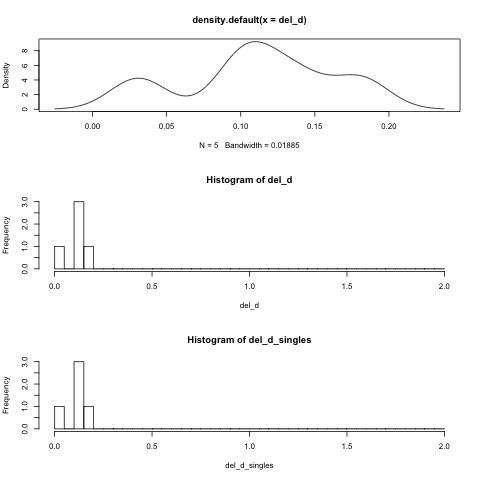 density.default(x = del_d)
Density
0 2 4 6 8
0.00 0.05 0.10 0.15 0.20
N = 5 Bandwidth = 0.01885
Histogram of del_d
Frequency
0.0 1.0 2.0 3.0
0.0 0.5 1.0 1.5 2.0
del_d
Histogram of del_d_singles
Frequency
0.0 1.0 2.0 3.0
0.0 0.5 1.0 1.5 2.0
del_d_singles